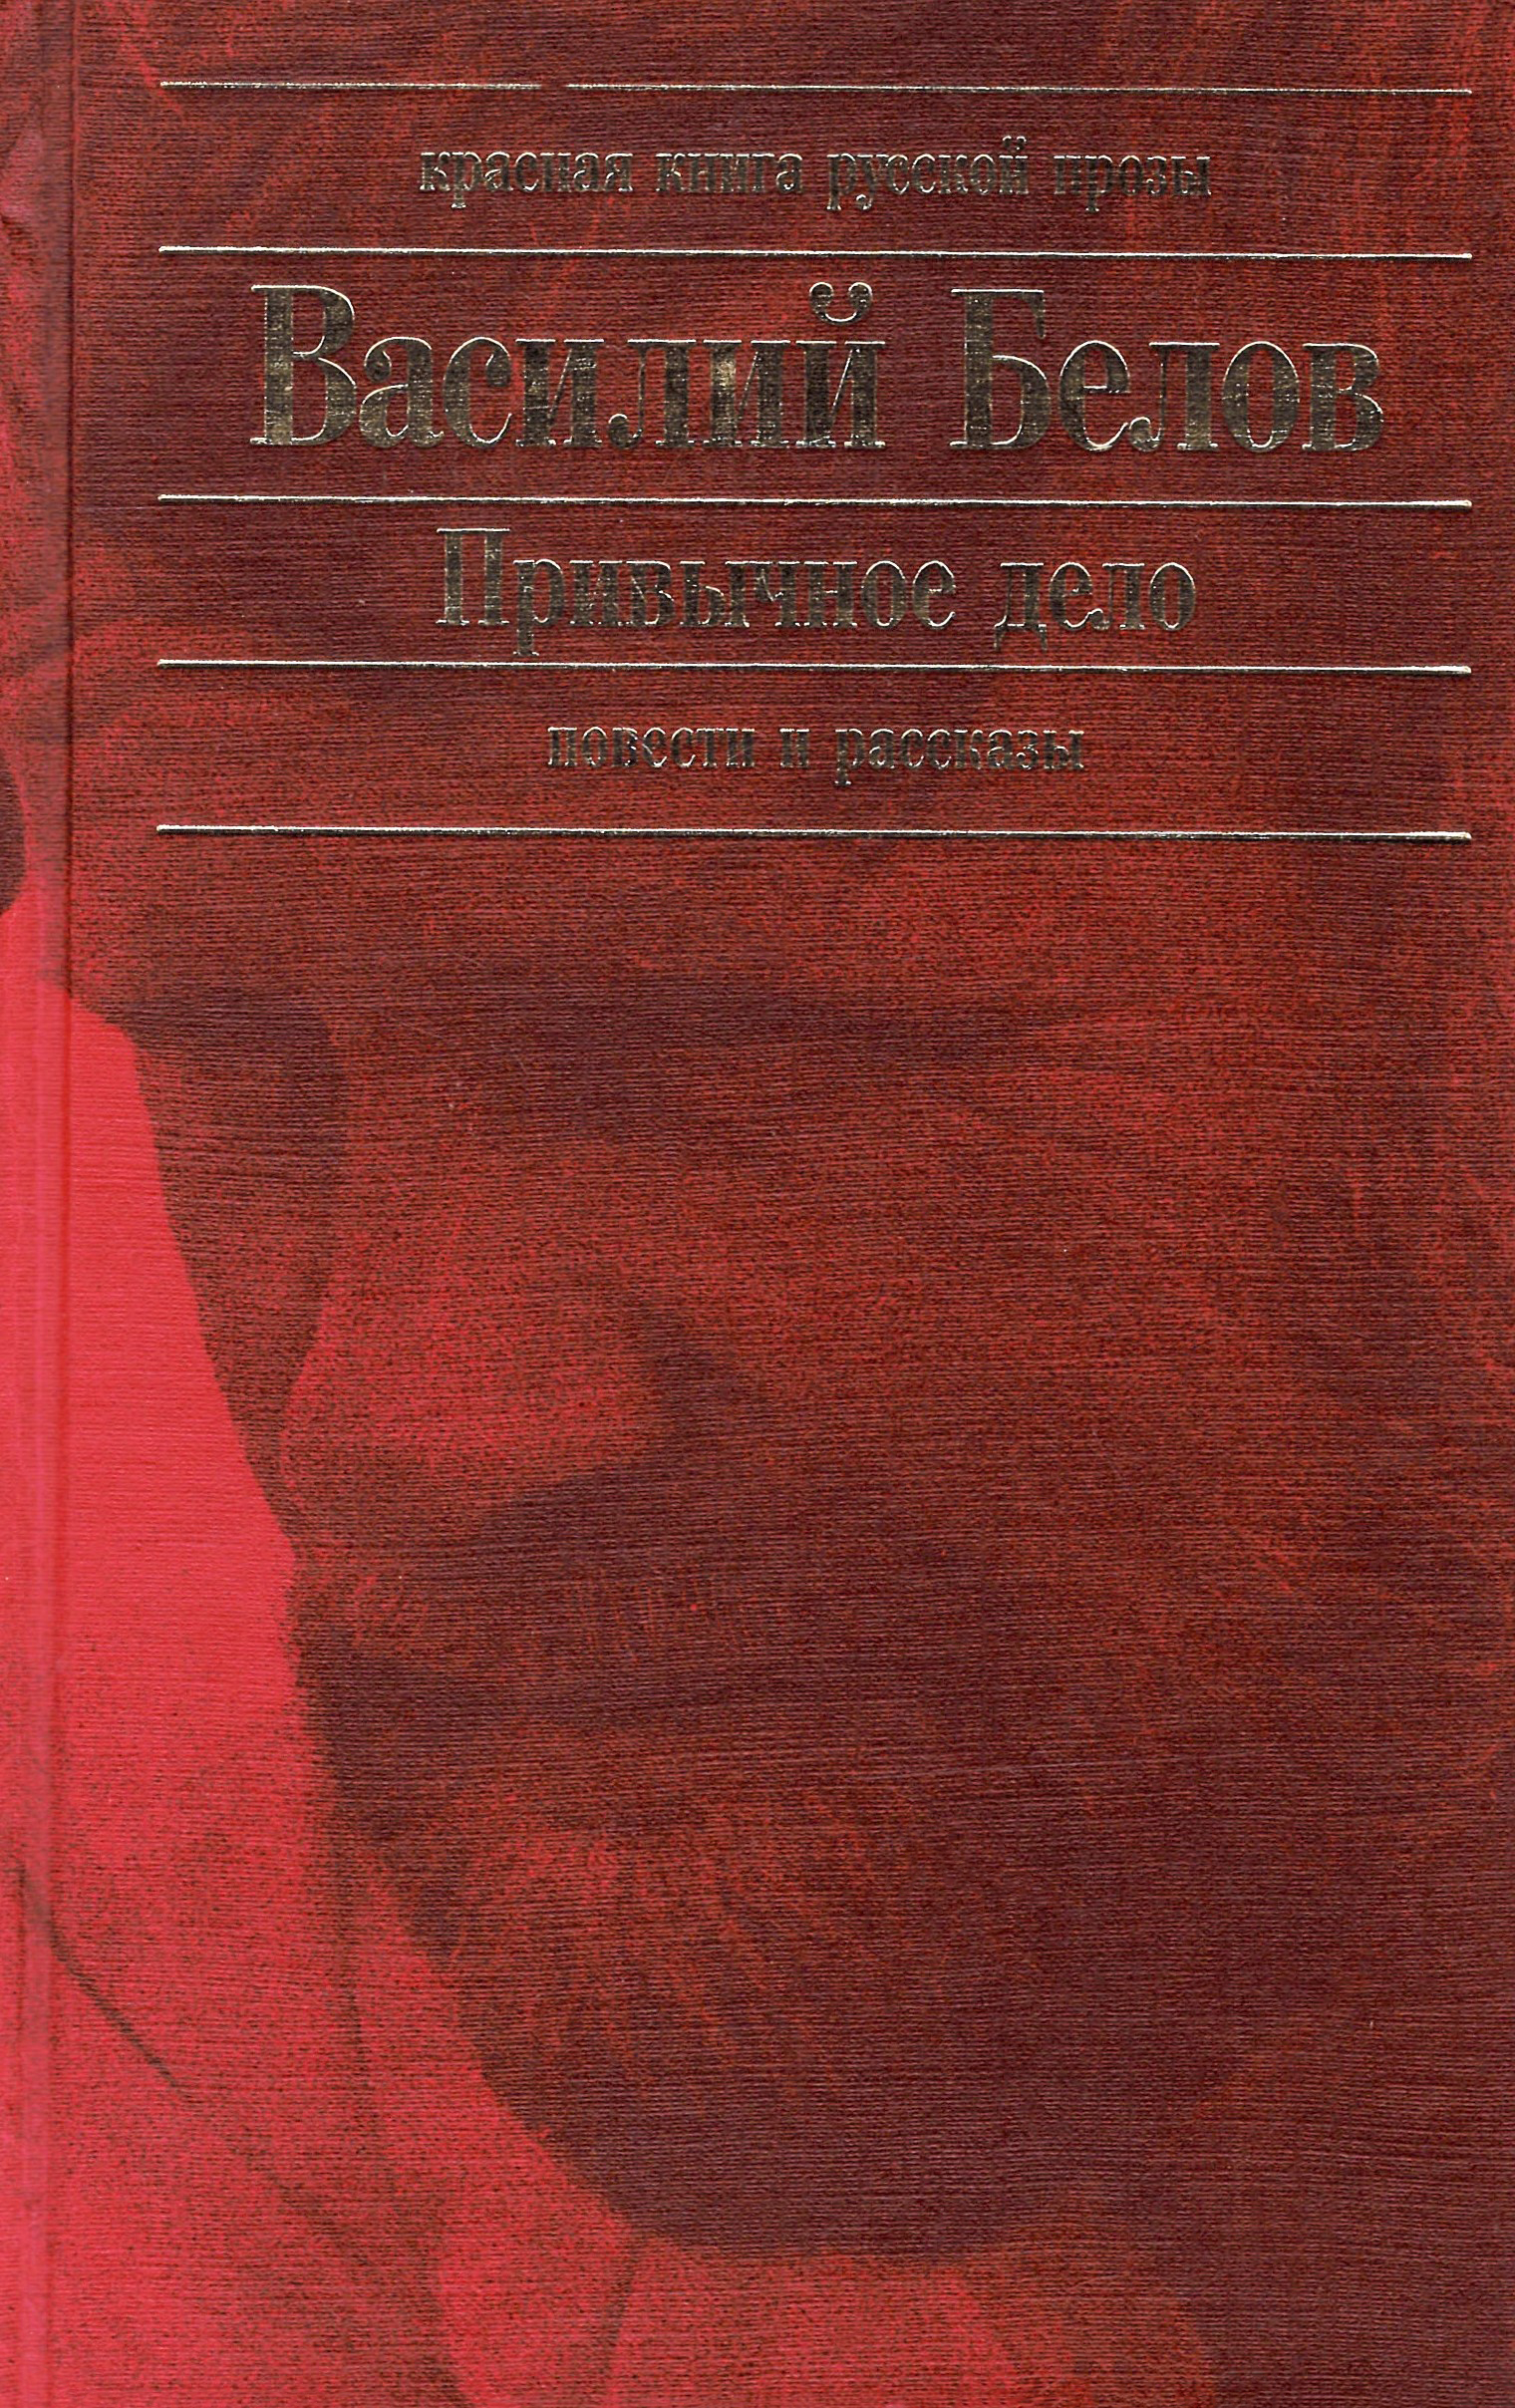 красная книга русской прозы
Василий Белов
Привычное дело
повести и рассказы